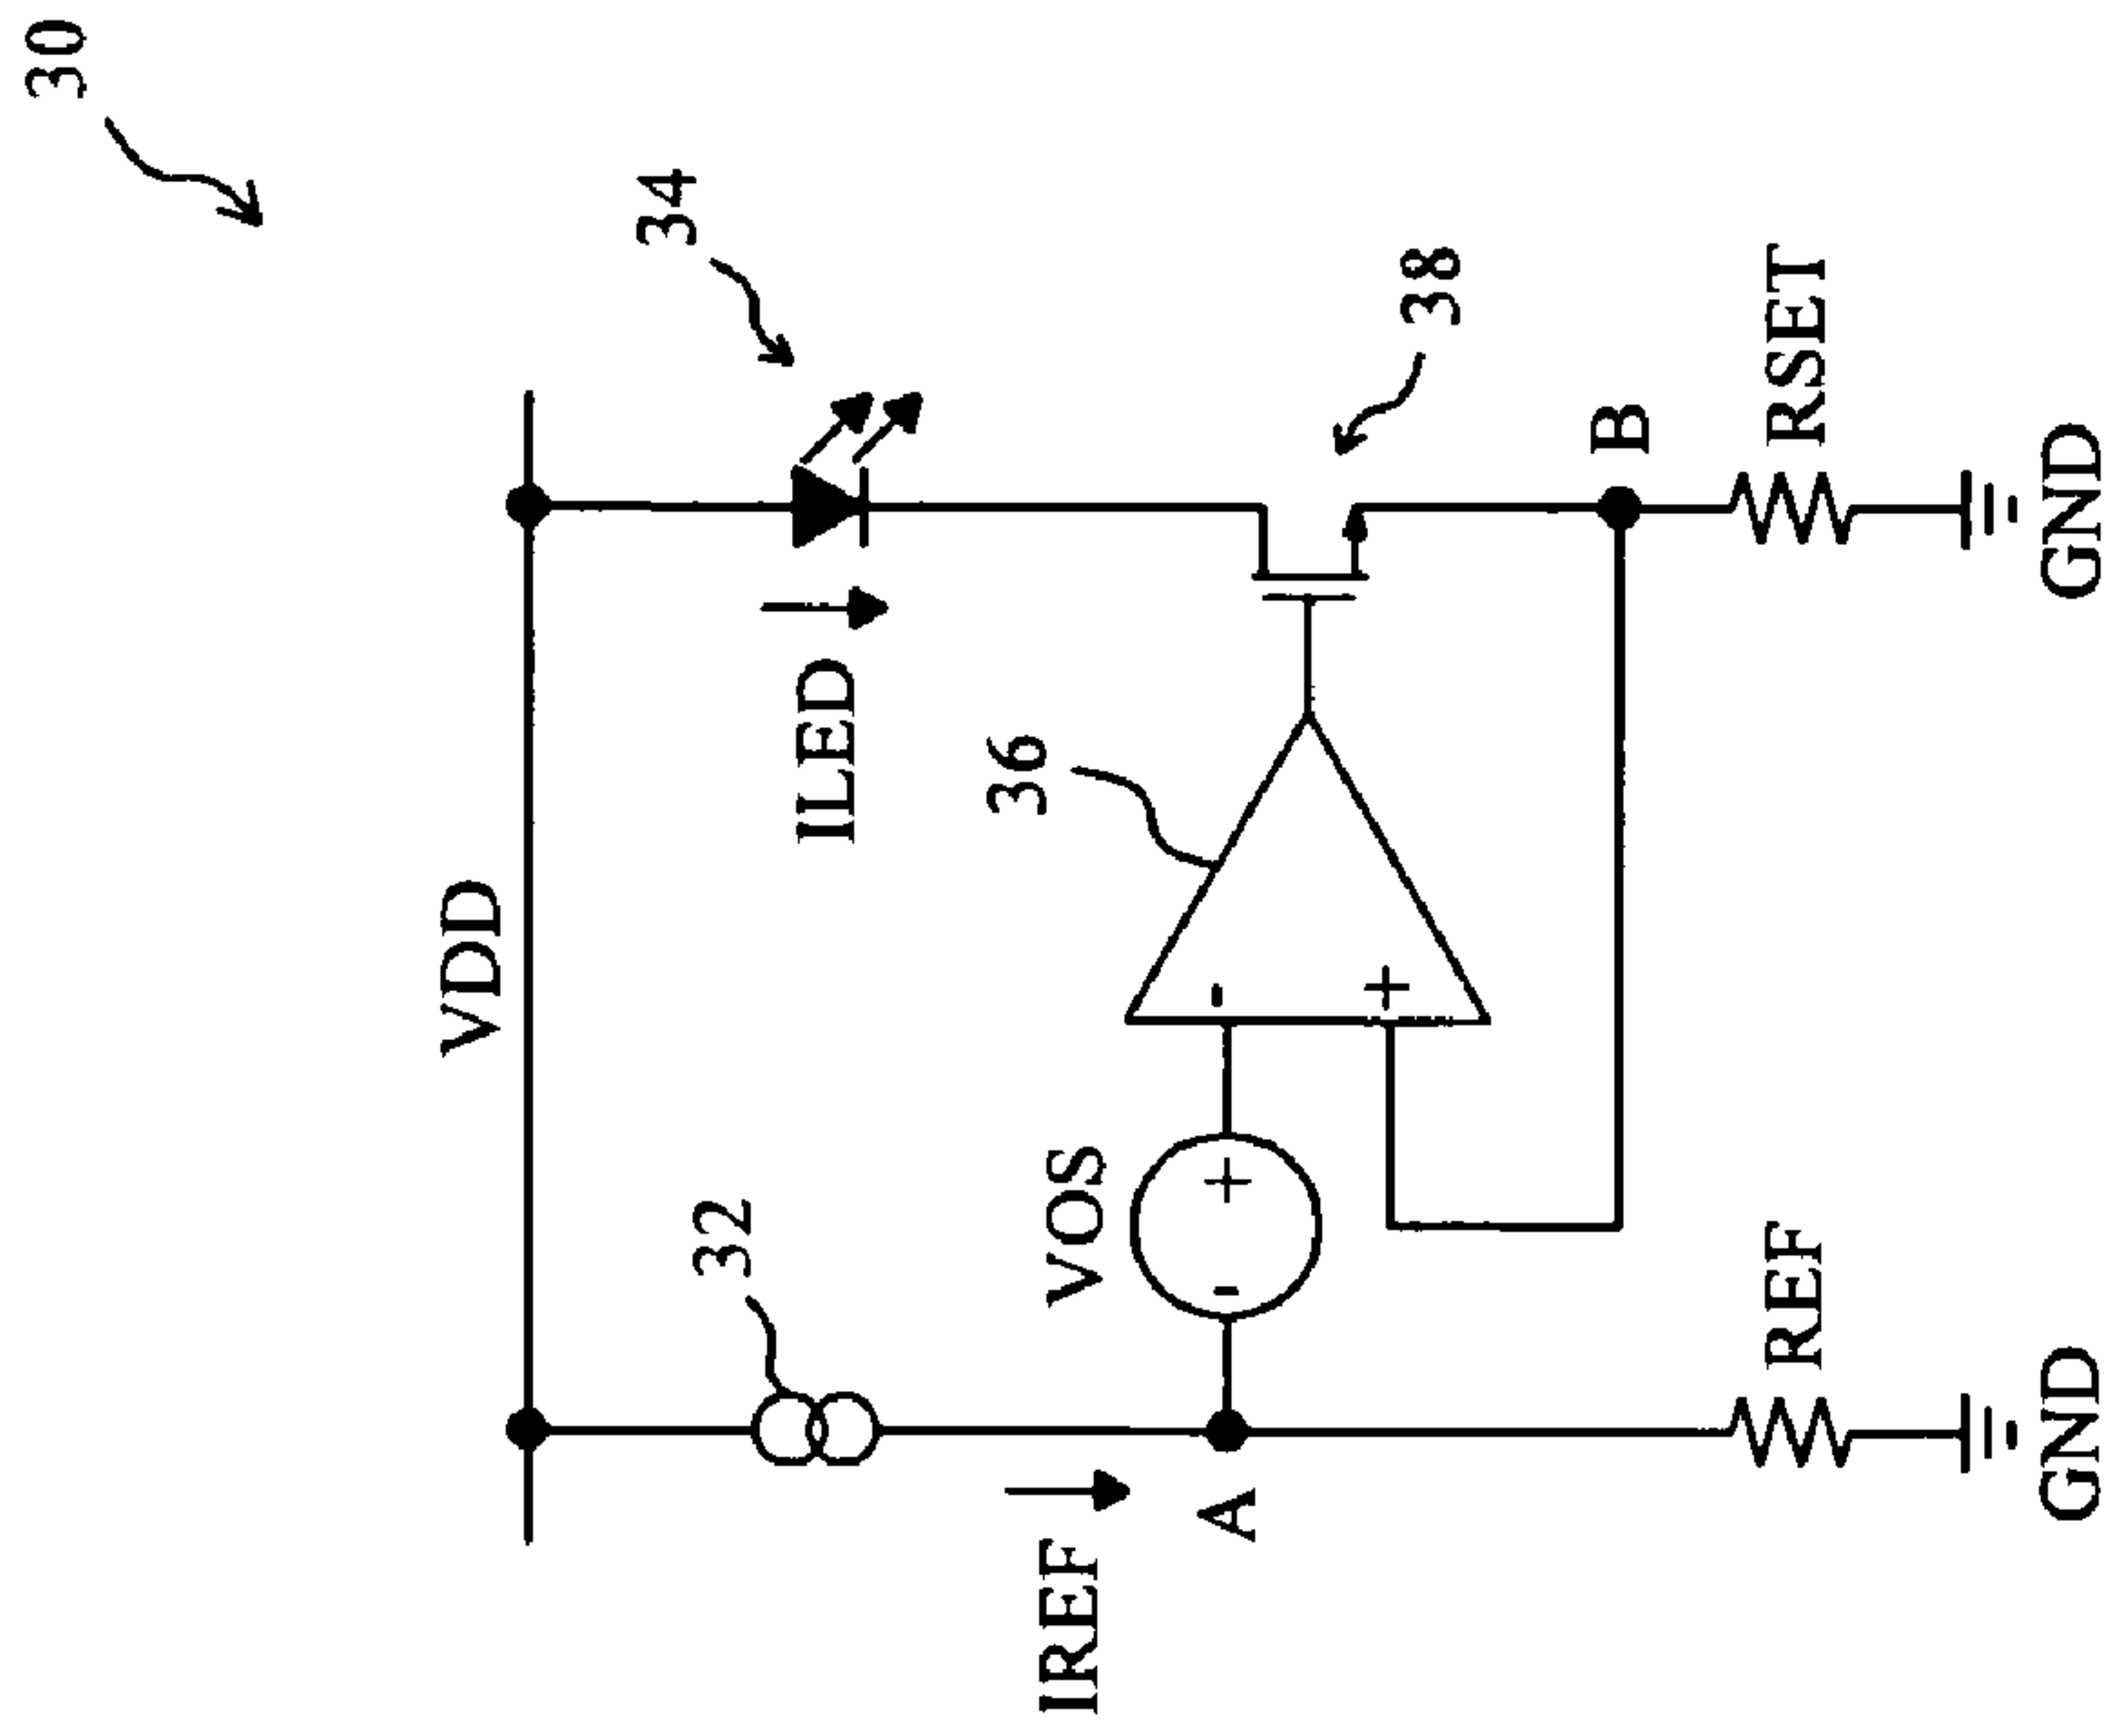 30
VDD
32
34
IREF
ILED
VOS
36
38
-
+
-
+
A
B
REF
RSET
GND
GND